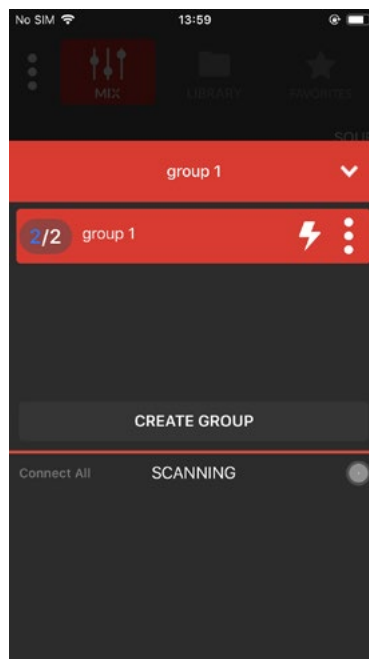 No SIM 13:59
MIX LIBRARY FAVORITES
SOU
group 1
2/2 group 1
CREATE GROUP
Connect All SCANNING